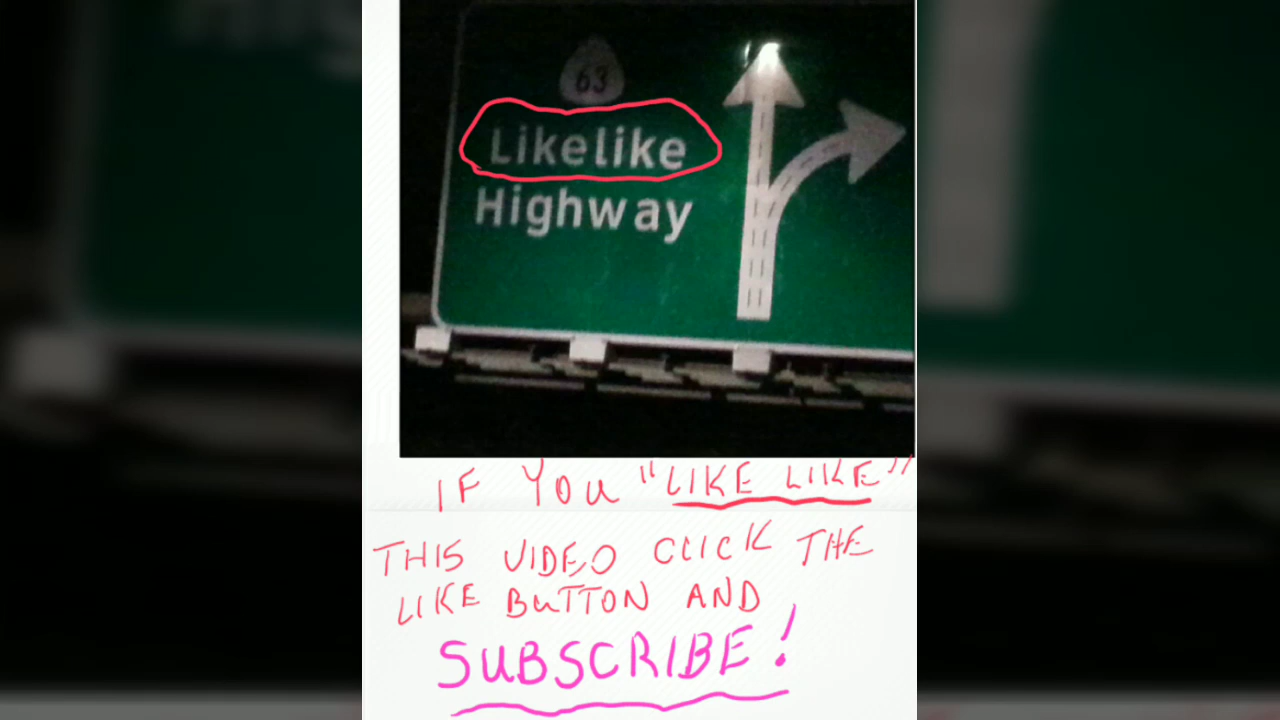 63
Likelike
Highway
IF YOU "LIKE LIKE"
THIS VIDEO CLICK THE
LIKE BUTTON AND
SUBSCRIBE!